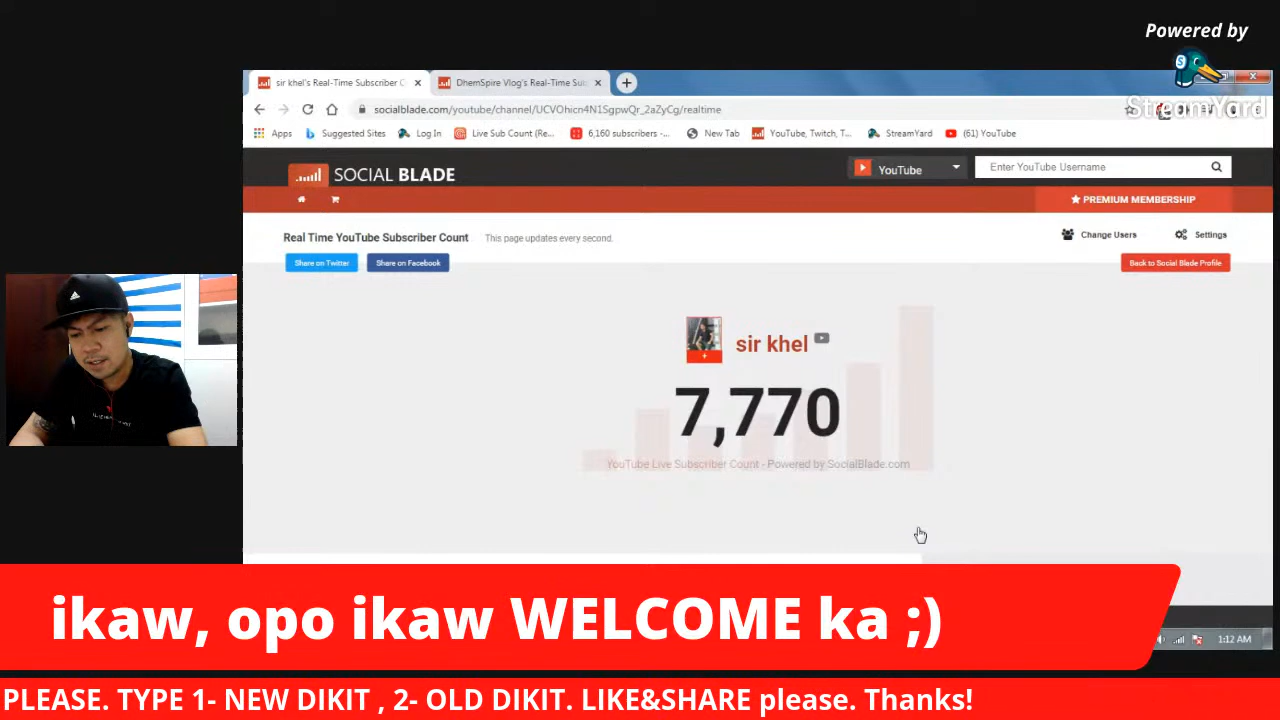 Powered by
StreamYard
sir khel's Real-Time Subscriber C
DhemSpire Vlog's Real-Time Sub
socialblade.com/youtube/channel/UCVOhicn4N1SgpwQr_2aZyCg/realtime
Apps
Suggested Sites
Log In
Live Sub Count (Re...
6,160 subscribers -...
New Tab
YouTube, Twitch, T...
StreamYard
(61) YouTube
SOCIAL BLADE
YouTube
Enter YouTube Username
PREMIUM MEMBERSHIP
Real Time YouTube Subscriber Count
This page updates every second.
Change Users
Settings
Share on Twitter
Share on Facebook
Back to Social Blade Profile
sir khel
7,770
YouTube Live Subscriber Count - Powered by SocialBlade.com
ikaw, opo ikaw WELCOME ka ;)
1:12 AM
PLEASE. TYPE 1- NEW DIKIT , 2- OLD DIKIT. LIKE&SHARE please. Thanks!